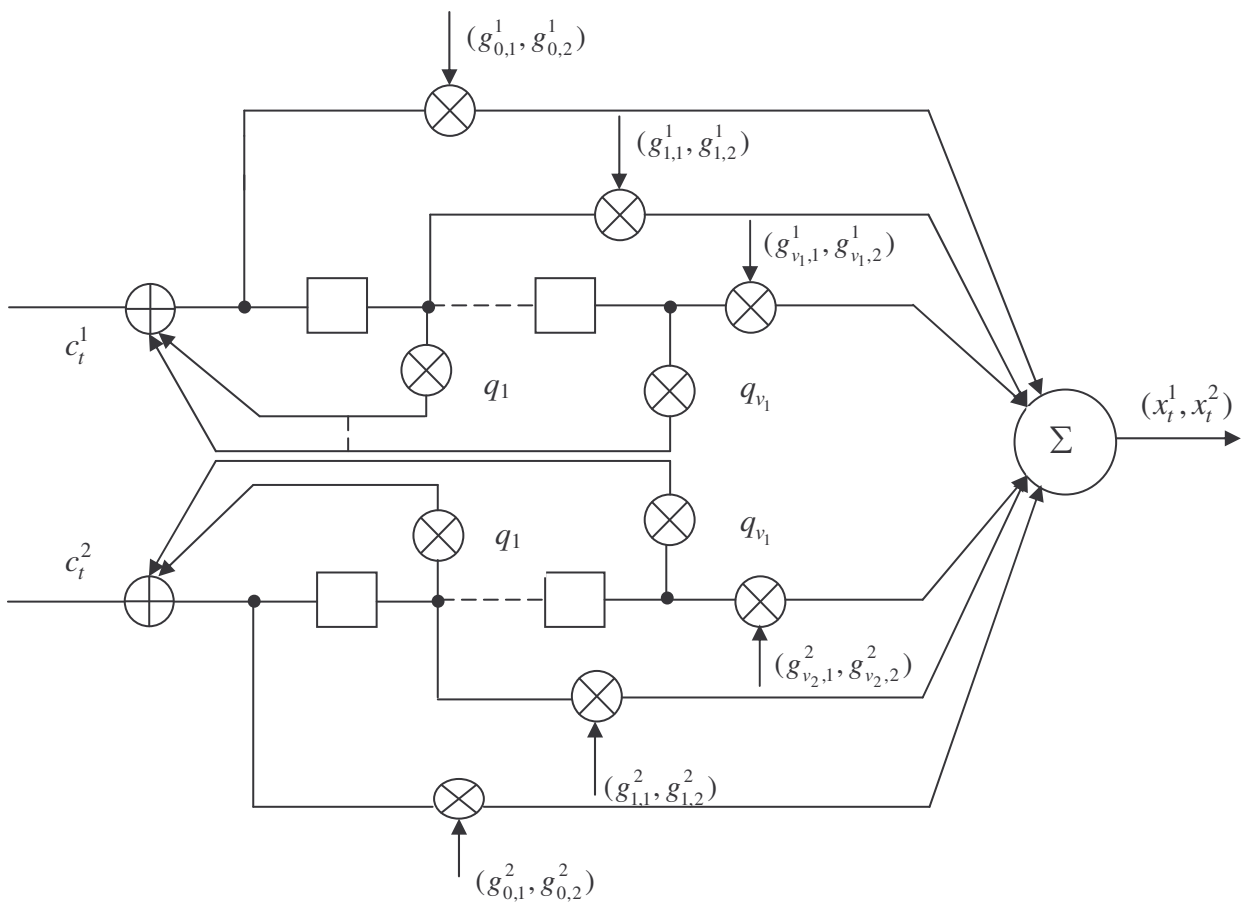 (g^1_{0,1}, g^1_{0,2})
(g^1_{1,1}, g^1_{1,2})
(g^1_{v_1,1}, g^1_{v_1,2})
c^1_t
q_1
q_{v_1}
(x^1_t, x^2_t)
Σ
c^2_t
q_1
q_{v_1}
(g^2_{v_2,1}, g^2_{v_2,2})
(g^2_{1,1}, g^2_{1,2})
(g^2_{0,1}, g^2_{0,2})